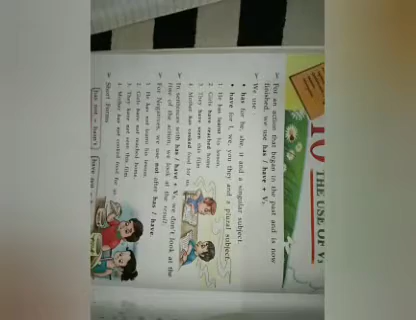 10 THE USE OF V₃
➢ For an action that began in the past and is now
finished, we use has / have + V₃.
➢ We use
• has for he, she, it and a singular subject.
• have for I, we, you they and a plural subject.
1. He has learnt his lesson.
2. Girls have reached home.
3. They have seen this film.
4. Mother has cooked food for us.
➢ In sentences with has / have + V₃, we don't look at the
time of the action; we look at the result.
➢ For Negatives, we use not after has / have.
1. He has not learnt his lesson.
2. Girls have not reached home.
3. They have not seen this film.
4. Mother has not cooked food for us.
➢ Short Forms
has not → hasn't
have not →